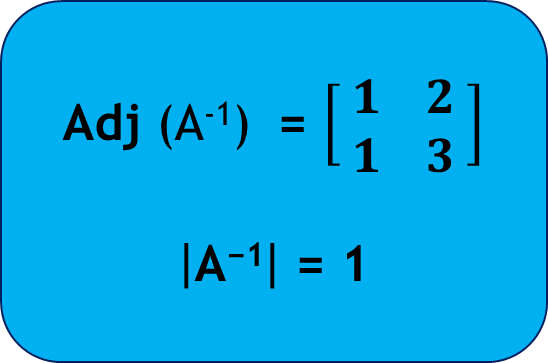 Adj (A⁻¹) = [1 2
1 3]
|A⁻¹| = 1